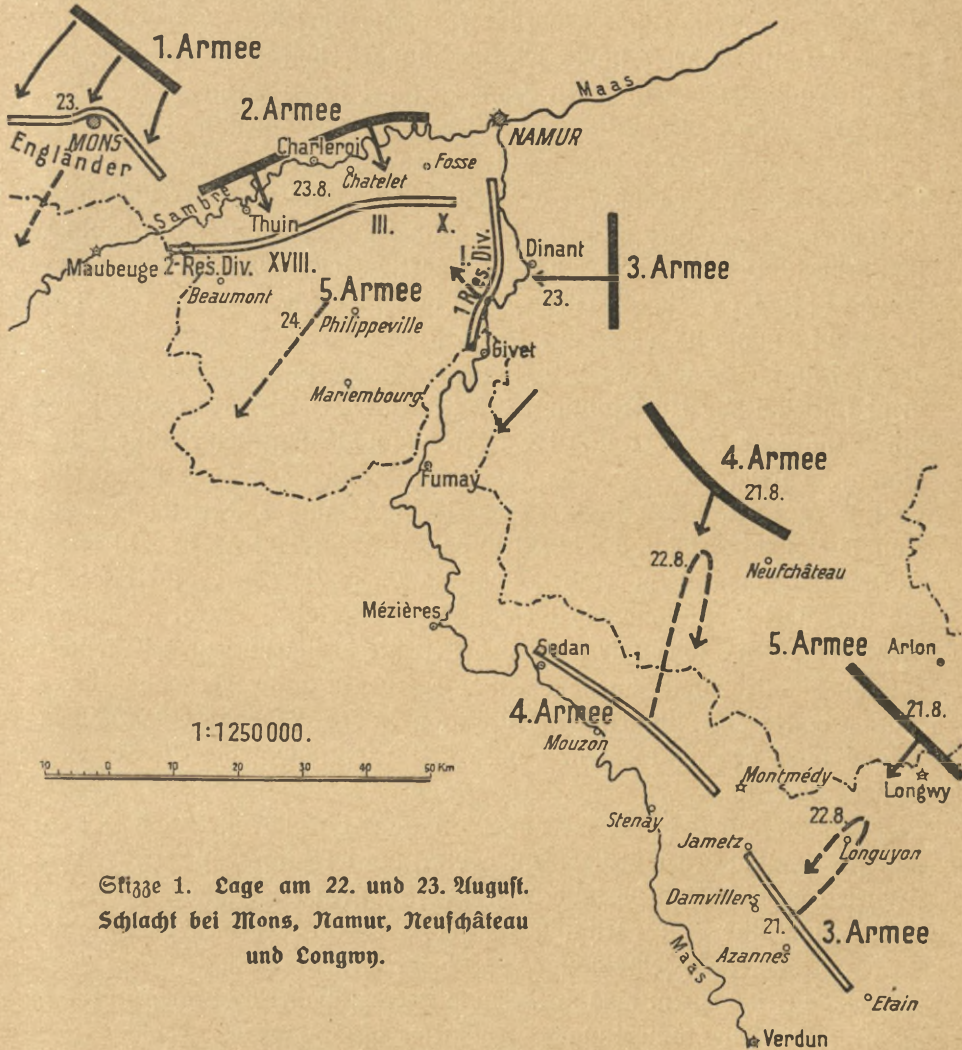 1. Armee
23.
MONS
Engländer
2. Armee
Charleroi
Chatelet
Fosse
23.8.
Sambre
Thuin
Maas
NAMUR
III.
X.
XVIII.
2-Res.Div.
Maubeuge
Beaumont
5. Armee
24.
Philippeville
Mariembourg
!
1 Res. Div.
Dinant
23.
3. Armee
Givet
Fumay
4. Armee
21.8.
22.8.
Neufchâteau
Mézières
Sedan
5. Armee
Arlon
21.8.
4. Armee
Mouzon
Montmédy
Longwy
1:1250000.
10 0 10 20 30 40 50 Km
Stenay
22.8.
Jametz
Longuyon
Damvillers
21.
3. Armee
Azannes
Maas
Etain
Verdun
Skizze 1. Lage am 22. und 23. August.
Schlacht bei Mons, Namur, Neufchâteau
und Longwy.